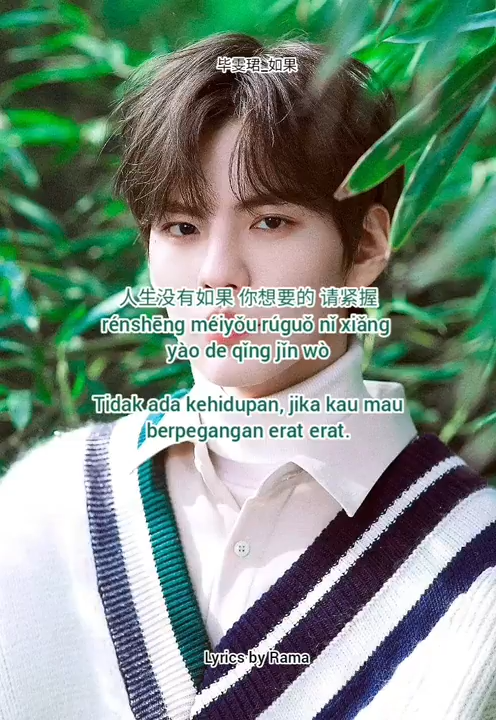 毕雯珺_如果
人生没有如果 你想要的 请紧握
rénshēng méiyǒu rúguǒ nǐ xiǎng
yào de qǐng jǐn wò
Tidak ada kehidupan, jika kau mau
berpegangan erat erat.
Lyrics by Rama